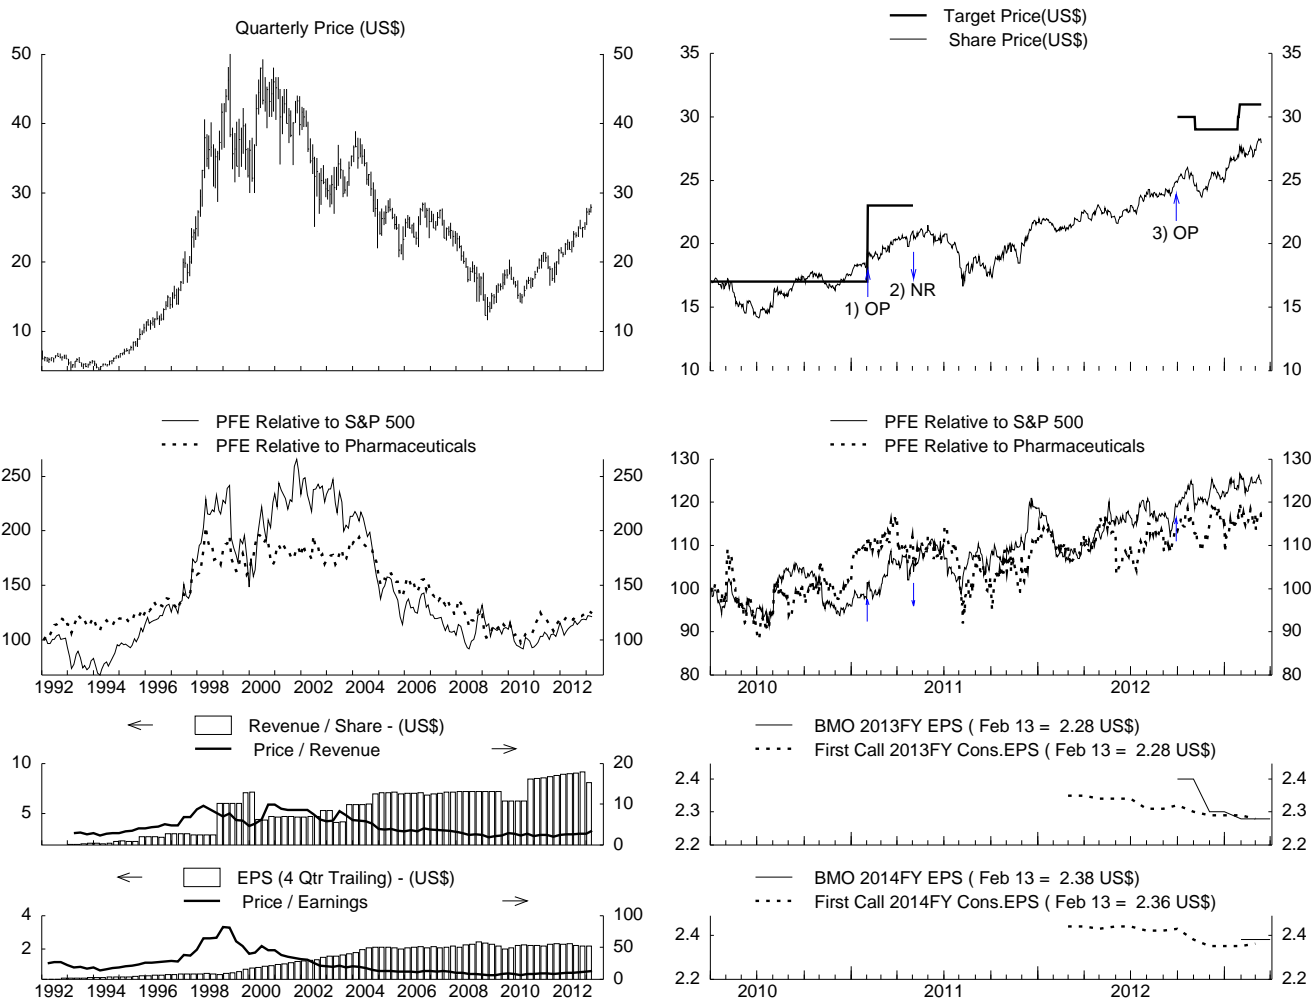 Quarterly Price (US$)
50
50
40
40
30
30
20
20
10
10
Target Price(US$)
Share Price(US$)
35
35
30
30
25
25
20
20
15
15
10
10
1) OP
2) NR
3) OP
PFE Relative to S&P 500
PFE Relative to Pharmaceuticals
250
250
200
200
150
150
100
100
1992 1994 1996 1998 2000 2002 2004 2006 2008 2010 2012
PFE Relative to S&P 500
PFE Relative to Pharmaceuticals
130
130
120
120
110
110
100
100
90
90
80
80
2010 2011 2012
Revenue / Share - (US$)
Price / Revenue
10
20
5
10
0
BMO 2013FY EPS ( Feb 13 = 2.28 US$)
First Call 2013FY Cons.EPS ( Feb 13 = 2.28 US$)
2.4
2.4
2.3
2.3
2.2
2.2
EPS (4 Qtr Trailing) - (US$)
Price / Earnings
4
100
2
50
0
1992 1994 1996 1998 2000 2002 2004 2006 2008 2010 2012
BMO 2014FY EPS ( Feb 13 = 2.38 US$)
First Call 2014FY Cons.EPS ( Feb 13 = 2.36 US$)
2.4
2.4
2.2
2.2
2010 2011 2012